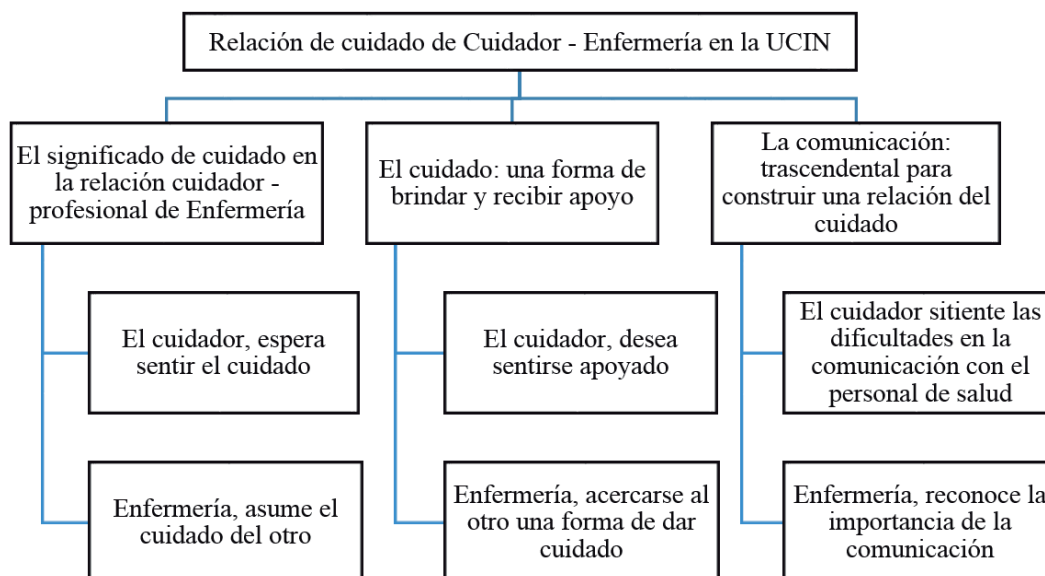 Relación de cuidado de Cuidador - Enfermería en la UCIN
El significado de cuidado en
la relación cuidador -
profesional de Enfermería
El cuidado: una forma de
brindar y recibir apoyo
La comunicación:
trascendental para
construir una relación del
cuidado
El cuidador, espera
sentir el cuidado
El cuidador, desea
sentirse apoyado
El cuidador sitiente las
dificultades en la
comunicación con el
personal de salud
Enfermería, asume el
cuidado del otro
Enfermería, acercarse al
otro una forma de dar
cuidado
Enfermería, reconoce la
importancia de la
comunicación